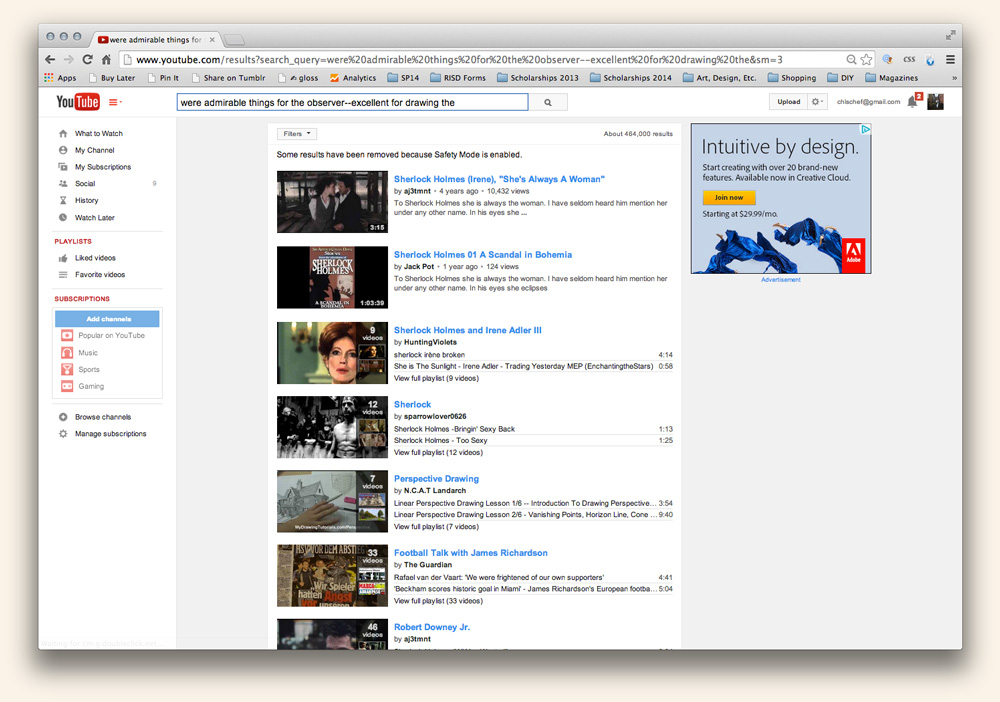 were admirable things for
www.youtube.com/results?search_query=were%20admirable%20things%20for%20the%20observer--excellent%20for%20drawing%20the&sm=3
Apps Buy Later Pin It Share on Tumblr gloss Analytics SP14 RISD Forms Scholarships 2013 Scholarships 2014 Art, Design, Etc. Shopping DIY Magazines »
CSS
YouTube
were admirable things for the observer--excellent for drawing the
Upload
chlschef@gmail.com
2
What to Watch
My Channel
My Subscriptions
Social 9
History
Watch Later
PLAYLISTS
Liked videos
Favorite videos
SUBSCRIPTIONS
Add channels
Popular on YouTube
Music
Sports
Gaming
Browse channels
Manage subscriptions
Filters
About 464,000 results
Some results have been removed because Safety Mode is enabled.
3:15
Sherlock Holmes (Irene), "She's Always A Woman"
by aj3tmnt • 4 years ago • 10,432 views
To Sherlock Holmes she is always the woman. I have seldom heard him mention her
under any other name. In his eyes she ...
SHERLOCK
HOLMES
A SCANDAL IN
BOHEMIA
1:03:39
Sherlock Holmes 01 A Scandal in Bohemia
by Jack Pot • 1 year ago • 124 views
To Sherlock Holmes she is always the woman. I have seldom heard him mention her
under any other name. In his eyes she eclipses
9
videos
Sherlock Holmes and Irene Adler III
by HuntingViolets
sherlock irène broken 4:14
She is The Sunlight - Irene Adler - Trading Yesterday MEP (EnchantingtheStars) 0:58
View full playlist (9 videos)
12
videos
Sherlock
by sparrowlover0626
Sherlock Holmes -Bringin' Sexy Back 1:13
Sherlock Holmes - Too Sexy 1:25
View full playlist (12 videos)
7
videos
Perspective Drawing
by N.C.A.T Landarch
Linear Perspective Drawing Lesson 1/6 -- Introduction To Drawing Perspective... 3:54
Linear Perspective Drawing Lesson 2/6 - Vanishing Points, Horizon Line, Cone ... 9:40
View full playlist (7 videos)
33
videos
Wir Spieler
hatten Angst
Football Talk with James Richardson
by The Guardian
Rafael van der Vaart: 'We were frightened of our own supporters' 4:41
'Beckham scores historic goal in Miami' - James Richardson's European footba... 5:04
View full playlist (33 videos)
46
videos
Robert Downey Jr.
by aj3tmnt
Intuitive by design.
Start creating with over 20 brand-new
features. Available now in Creative Cloud.
Join now
Starting at $29.99/mo.
Adobe
Advertisement